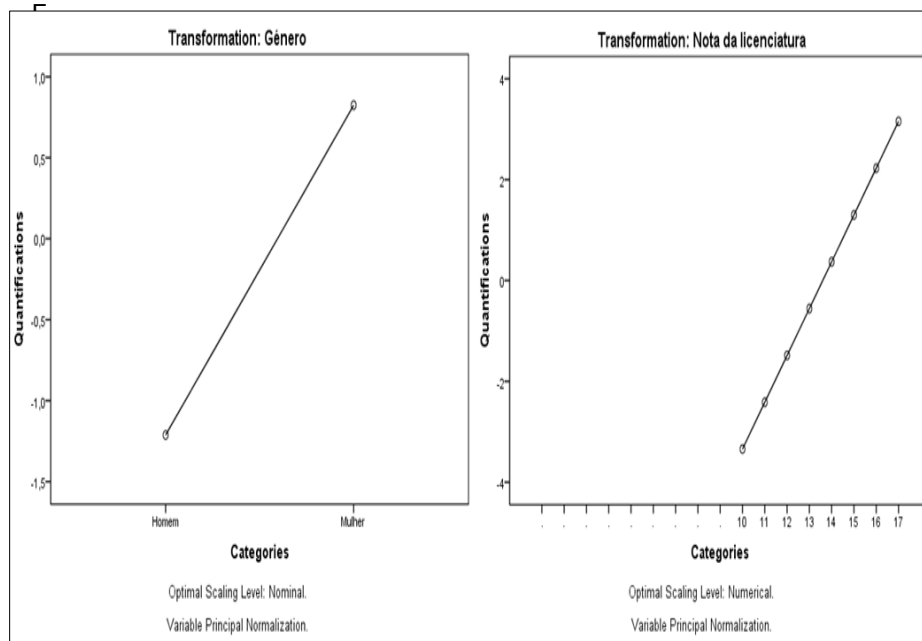 F
Transformation: Género
1,0
0,5
0,0
-0,5
-1,0
-1,5
Quantifications
Homem Mulher
Categories
Optimal Scaling Level: Nominal.
Variable Principal Normalization.
Transformation: Nota da licenciatura
4
2
0
-2
-4
Quantifications
. . . . . . . . . 10 11 12 13 14 15 16 17
Categories
Optimal Scaling Level: Numerical.
Variable Principal Normalization.